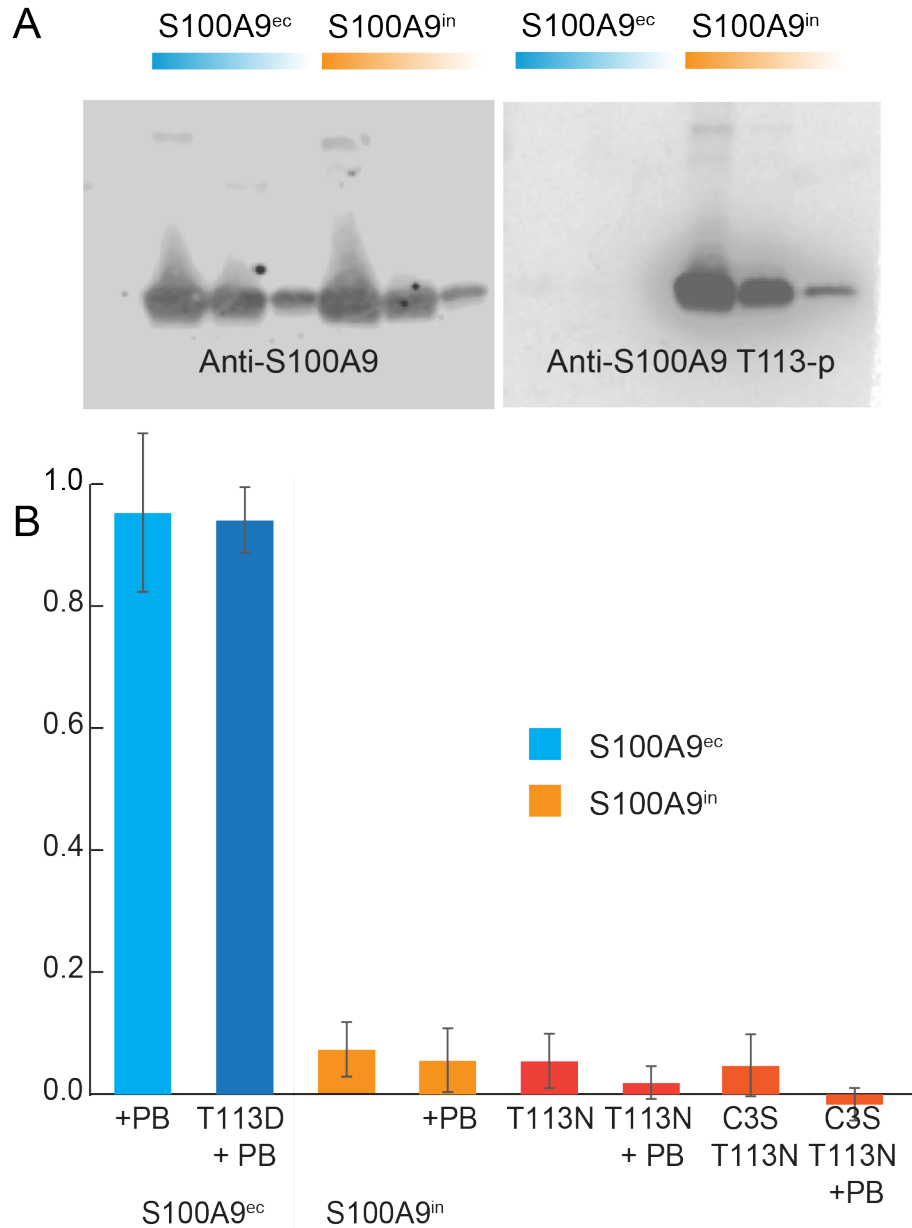 A
S100A9ec S100A9in S100A9ec S100A9in
Anti-S100A9 Anti-S100A9 T113-p
B
1.0
0.8
0.6
0.4
0.2
0.0
S100A9ec
S100A9in
+PB T113D + PB +PB T113N T113N + PB C3S T113N C3S T113N +PB
S100A9ec S100A9in